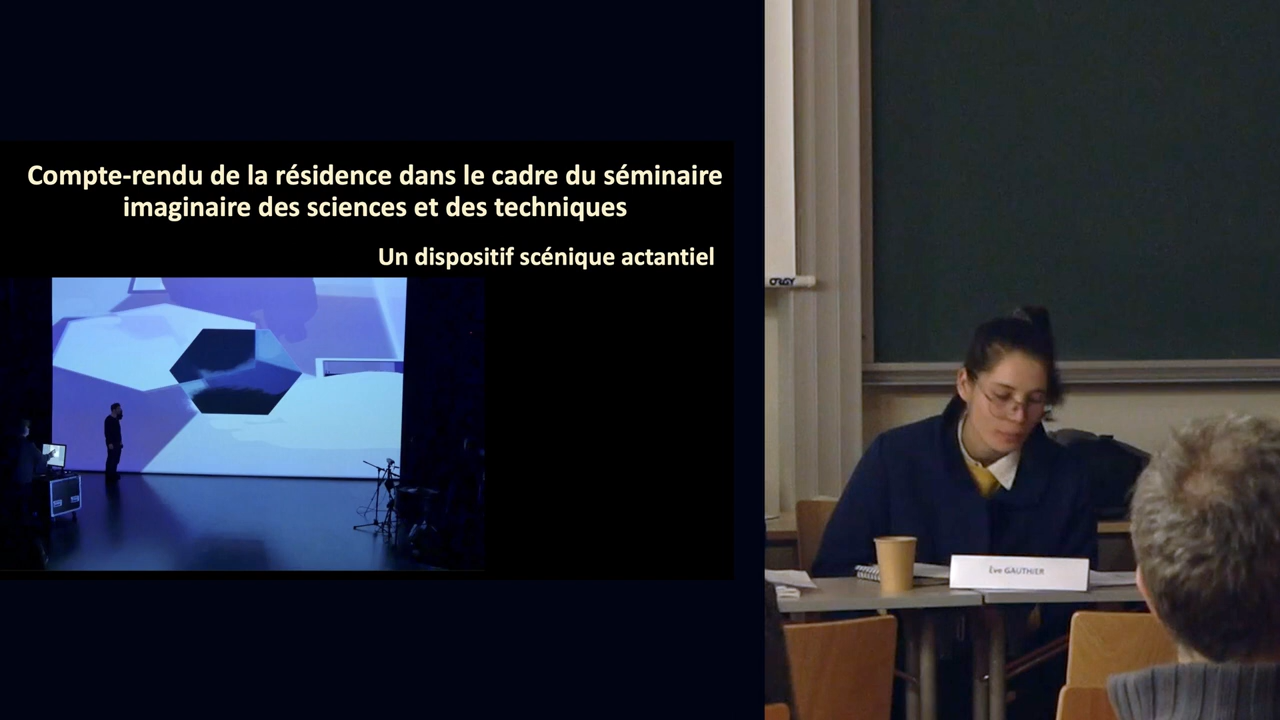 Compte-rendu de la résidence dans le cadre du séminaire
imaginaire des sciences et des techniques
Un dispositif scénique actantiel
Ève GAUTHIER